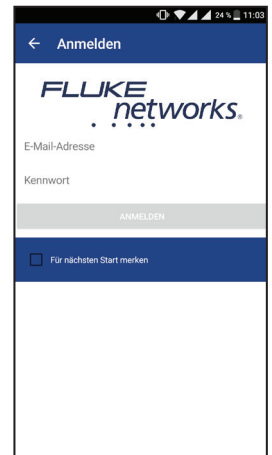 24 % 11:03
Anmelden
FLUKE
networks®
E-Mail-Adresse
Kennwort
ANMELDEN
Für nächsten Start merken